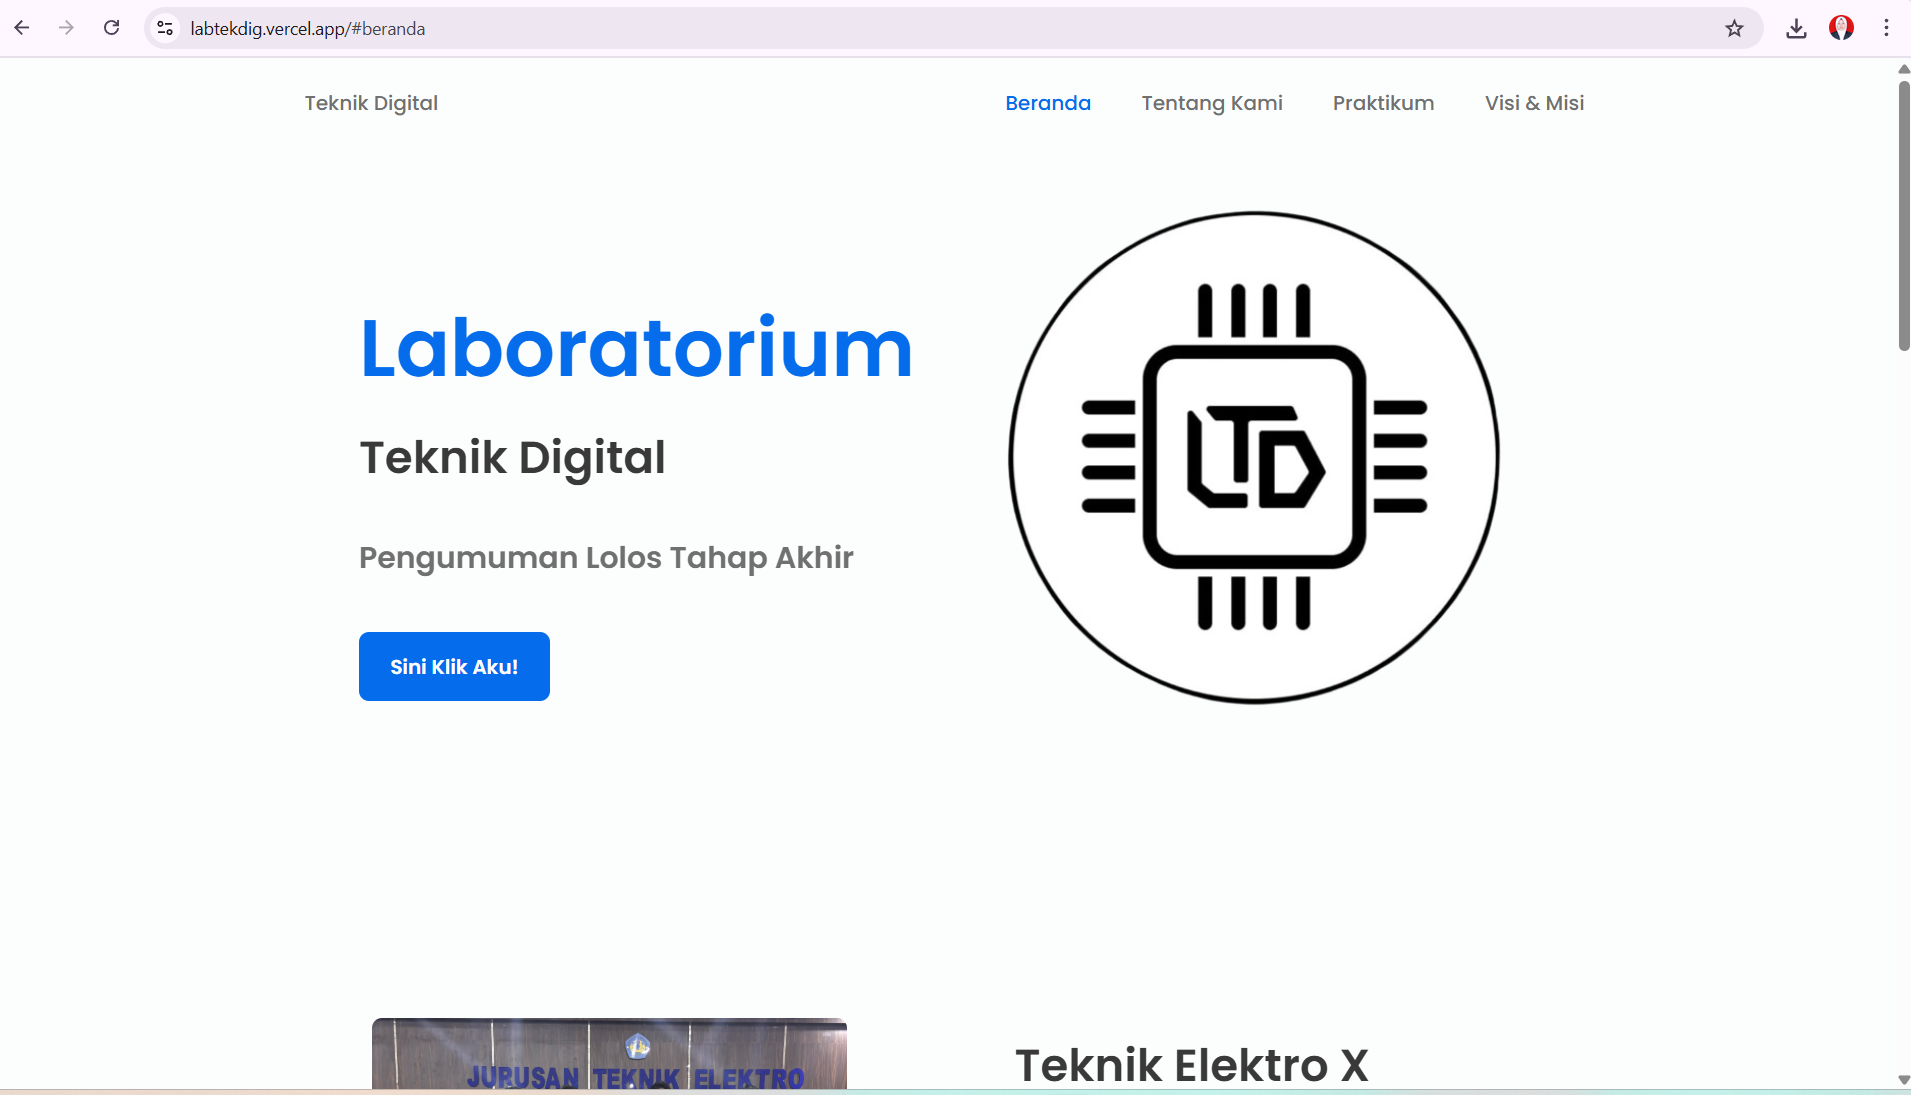 labtekdig.vercel.app/#beranda
Teknik Digital
Beranda
Tentang Kami
Praktikum
Visi & Misi
Laboratorium
Teknik Digital
Pengumuman Lolos Tahap Akhir
Sini Klik Aku!
LTD
JURUSAN TEKNIK ELEKTRO
Teknik Elektro X